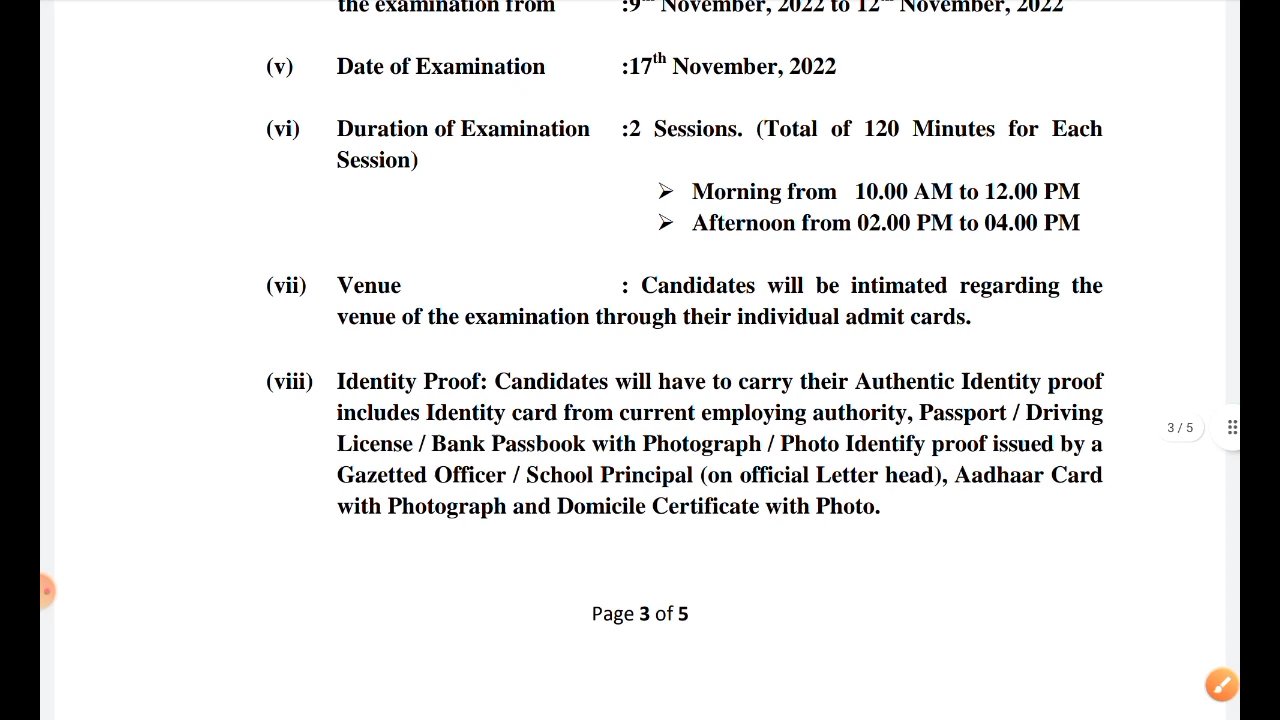 the examination from :9th November, 2022 to 12th November, 2022
(v) Date of Examination :17th November, 2022
(vi) Duration of Examination :2 Sessions. (Total of 120 Minutes for Each
Session)
➢ Morning from 10.00 AM to 12.00 PM
➢ Afternoon from 02.00 PM to 04.00 PM
(vii) Venue : Candidates will be intimated regarding the
venue of the examination through their individual admit cards.
(viii) Identity Proof: Candidates will have to carry their Authentic Identity proof
includes Identity card from current employing authority, Passport / Driving
License / Bank Passbook with Photograph / Photo Identify proof issued by a
Gazetted Officer / School Principal (on official Letter head), Aadhaar Card
with Photograph and Domicile Certificate with Photo.
3 / 5
Page 3 of 5